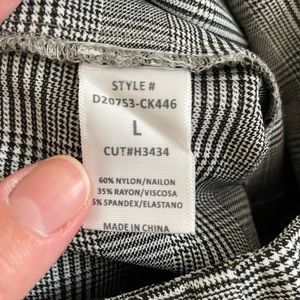 STYLE #
D20753-CK446
L
CUT#H3434
60% NYLON/NAILON
35% RAYON/VISCOSA
5% SPANDEX/ELASTANO
MADE IN CHINA